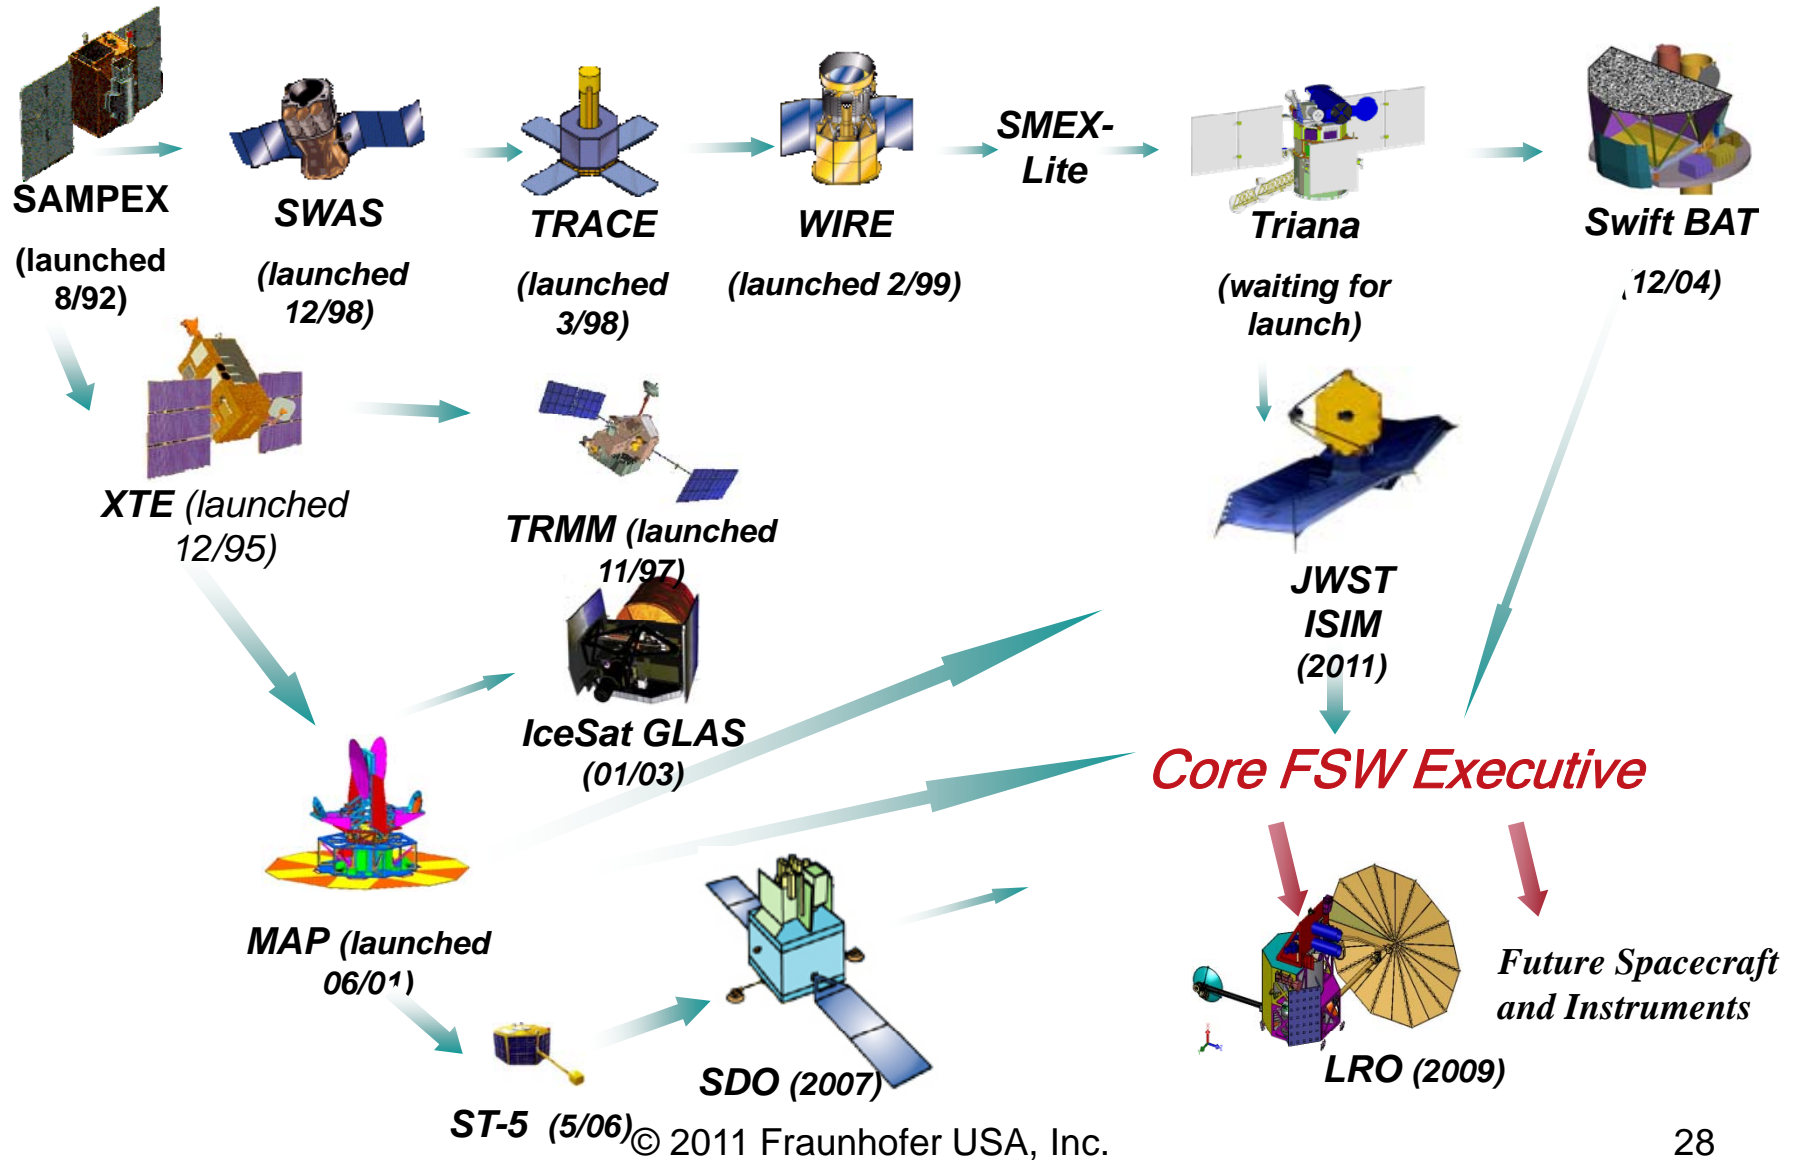 SAMPEX
(launched
8/92)
SWAS
(launched
12/98)
TRACE
(launched
3/98)
WIRE
(launched 2/99)
SMEX-
Lite
Triana
(waiting for
launch)
Swift BAT
(12/04)
XTE (launched
12/95)
TRMM (launched
11/97)
JWST
ISIM
(2011)
IceSat GLAS
(01/03)
Core FSW Executive
MAP (launched
06/01)
ST-5 (5/06)
SDO (2007)
LRO (2009)
Future Spacecraft
and Instruments
© 2011 Fraunhofer USA, Inc.
28